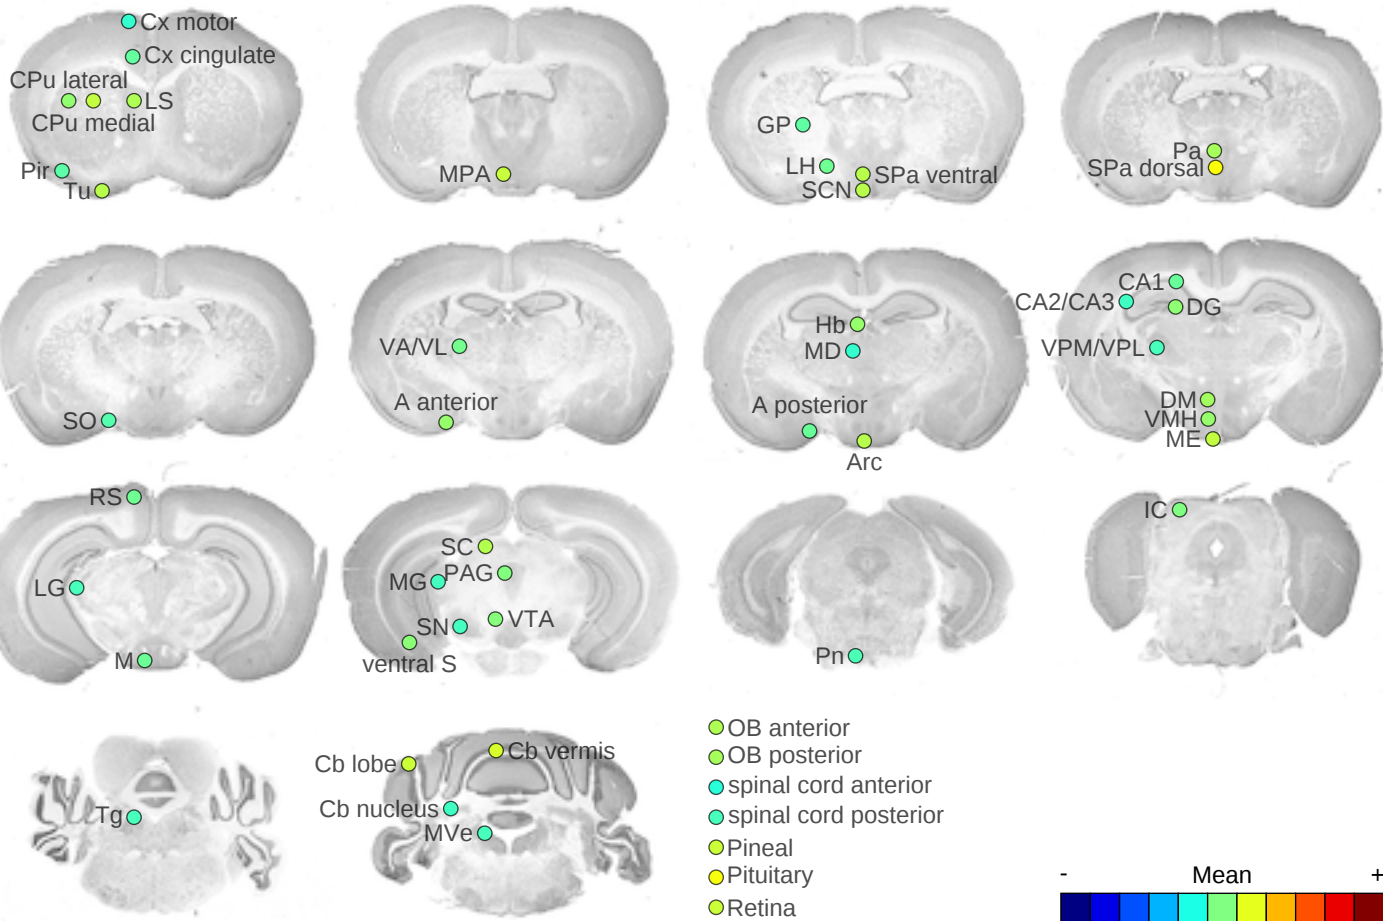 Cx motor
Cx cingulate
CPu lateral
LS
CPu medial
Pir
Tu
MPA
GP
LH
SPa ventral
SCN
Pa
SPa dorsal
SO
VA/VL
A anterior
Hb
MD
A posterior
Arc
CA1
CA2/CA3
DG
VPM/VPL
DM
VMH
ME
RS
LG
M
SC
MG
PAG
SN
VTA
ventral S
Pn
IC
Tg
Cb lobe
Cb vermis
Cb nucleus
MVe
OB anterior
OB posterior
spinal cord anterior
spinal cord posterior
Pineal
Pituitary
Retina
- Mean +